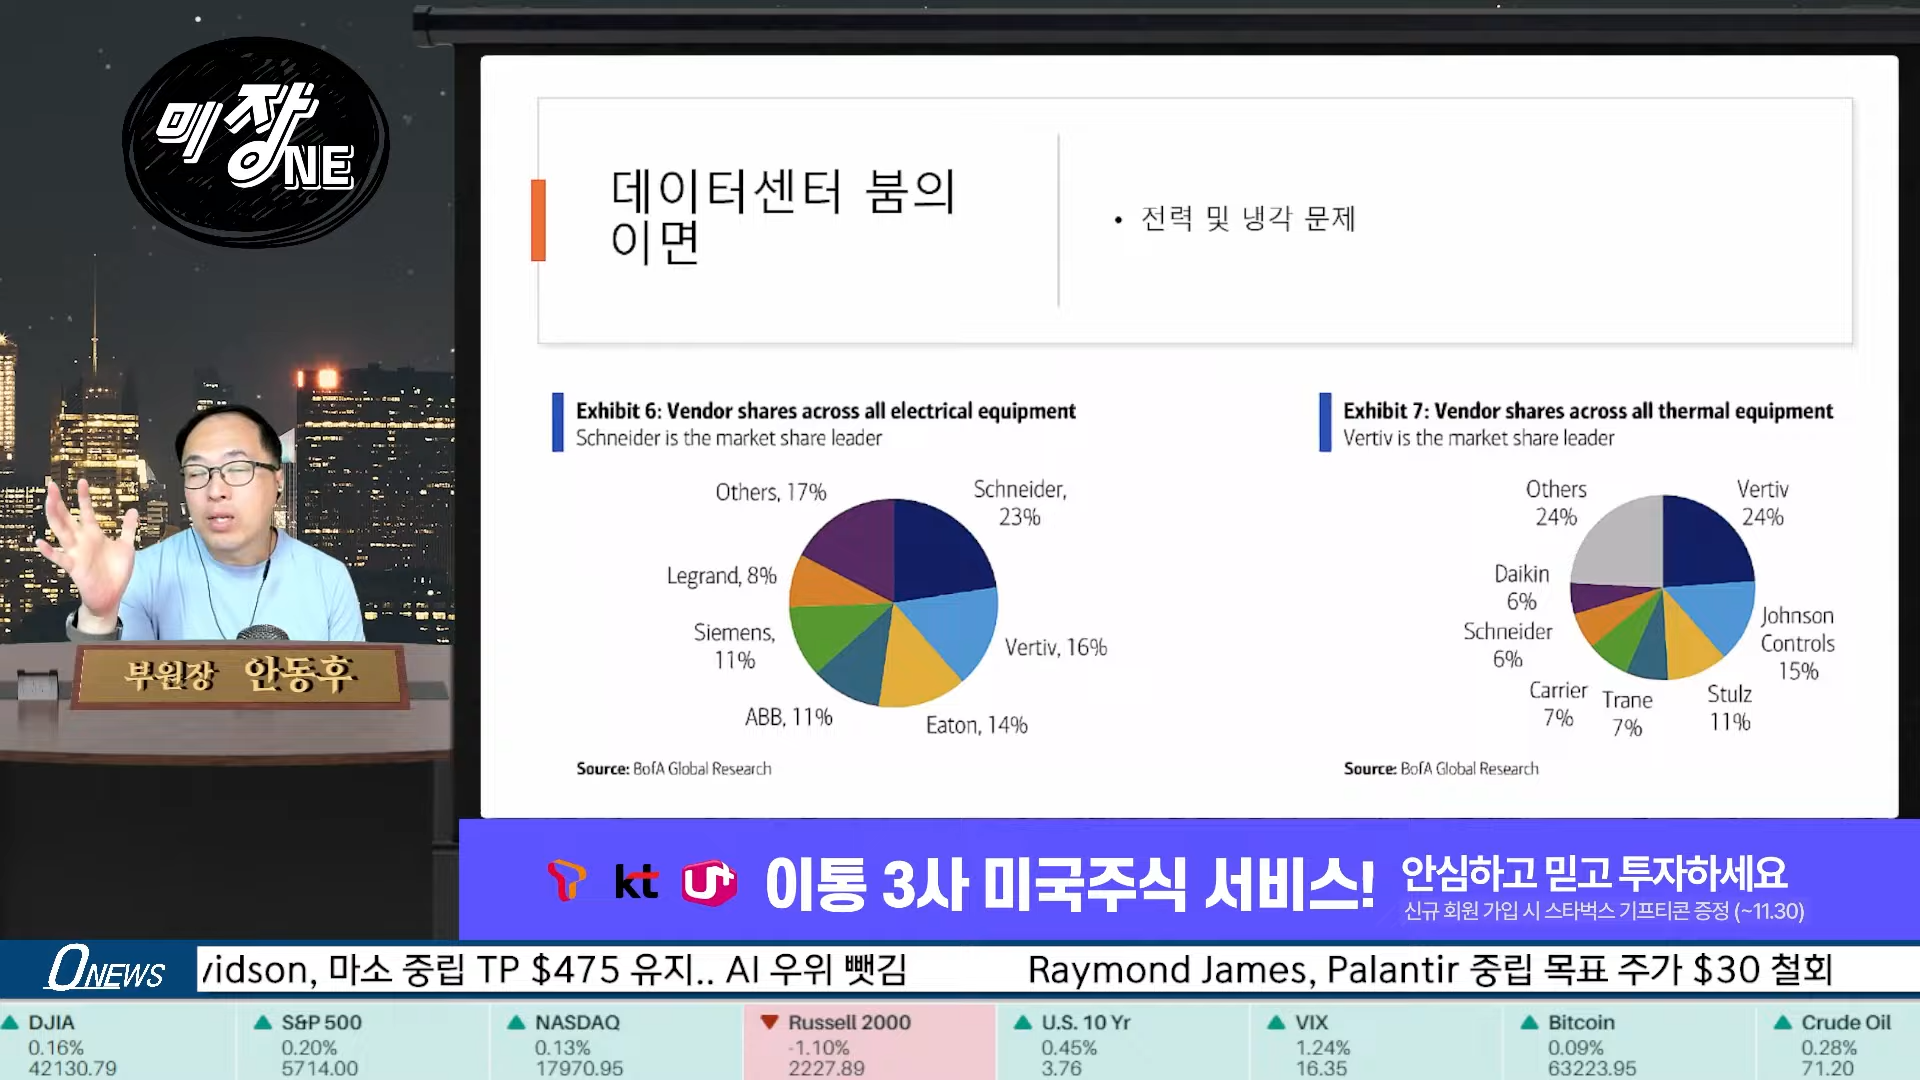 미장ONE
데이터센터 붐의
이면
• 전력 및 냉각 문제
Exhibit 6: Vendor shares across all electrical equipment
Schneider is the market share leader
Others, 17%
Schneider,
23%
Legrand, 8%
Siemens,
11%
Vertiv, 16%
ABB, 11%
Eaton, 14%
Source: BofA Global Research
Exhibit 7: Vendor shares across all thermal equipment
Vertiv is the market share leader
Others
24%
Vertiv
24%
Daikin
6%
Johnson
Controls
15%
Schneider
6%
Carrier
7%
Trane
7%
Stulz
11%
Source: BofA Global Research
부원장 안동후
kt U+ 이통 3사 미국주식 서비스! 안심하고 믿고 투자하세요
신규 회원 가입 시 스타벅스 기프티콘 증정 (~11.30)
ONEWS
vidson, 마소 중립 TP $475 유지.. AI 우위 뺏김 Raymond James, Palantir 중립 목표 주가 $30 철회
DJIA
0.16%
42130.79
S&P 500
0.20%
5714.00
NASDAQ
0.13%
17970.95
Russell 2000
-1.10%
2227.89
U.S. 10 Yr
0.45%
3.76
VIX
1.24%
16.35
Bitcoin
0.09%
63223.95
Crude Oil
0.28%
71.20